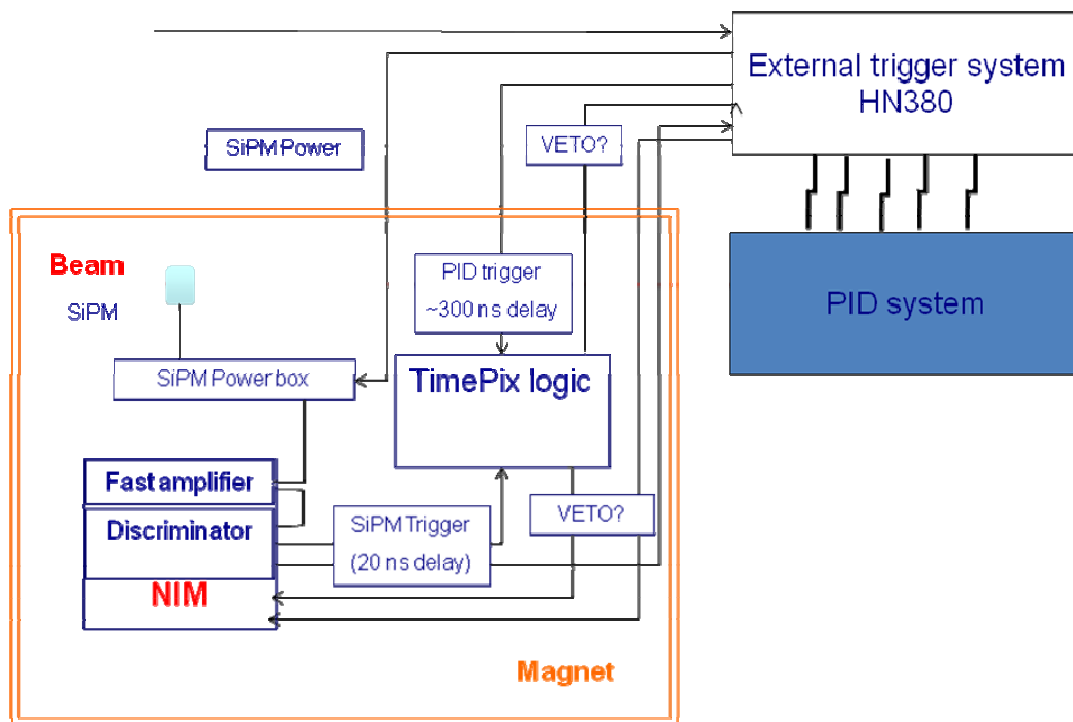 External trigger system
HN380
SiPM Power
VETO?
Beam
SiPM
PID trigger
~300 ns delay
PID system
SiPM Power box
TimePix logic
Fast amplifier
Discriminator
NIM
SiPM Trigger
(20 ns delay)
VETO?
Magnet